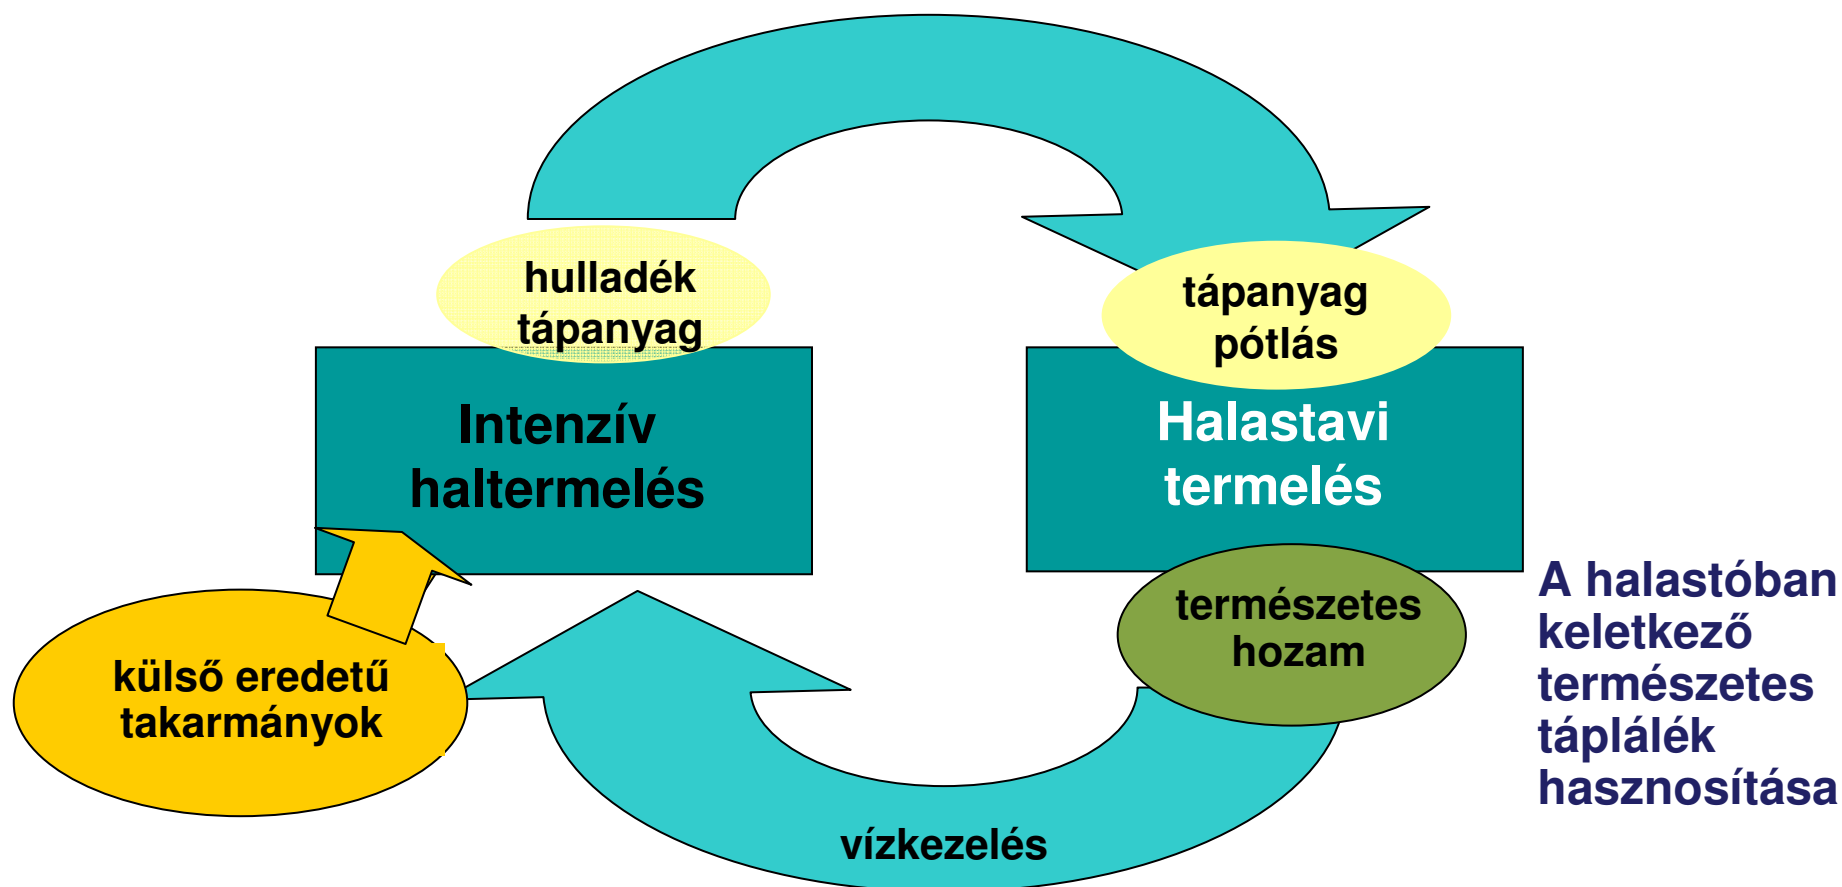 hulladék
tápanyag
tápanyag
pótlás
Intenzív
haltermelés
Halastavi
termelés
külső eredetű
takarmányok
természetes
hozam
A halastóban
keletkező
természetes
táplálék
hasznosítása
vízkezelés